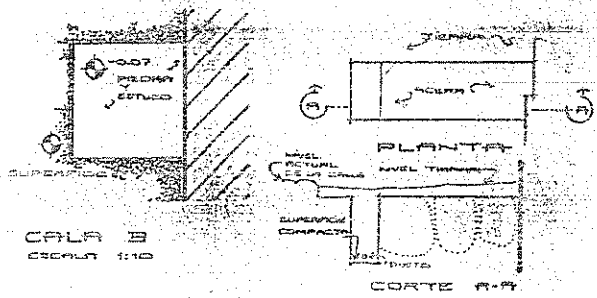 -0.07
PIEDRA
Y
ESTUCO
SUPERFICIE
CALA B
ESCALA 1:10
TIERRA
ACERA
PLANTA
NIVEL
ACTUAL
DE LA CALLE
NIVEL
SUPERFICIE
COMPACTA
DUCTO
CORTE A-A